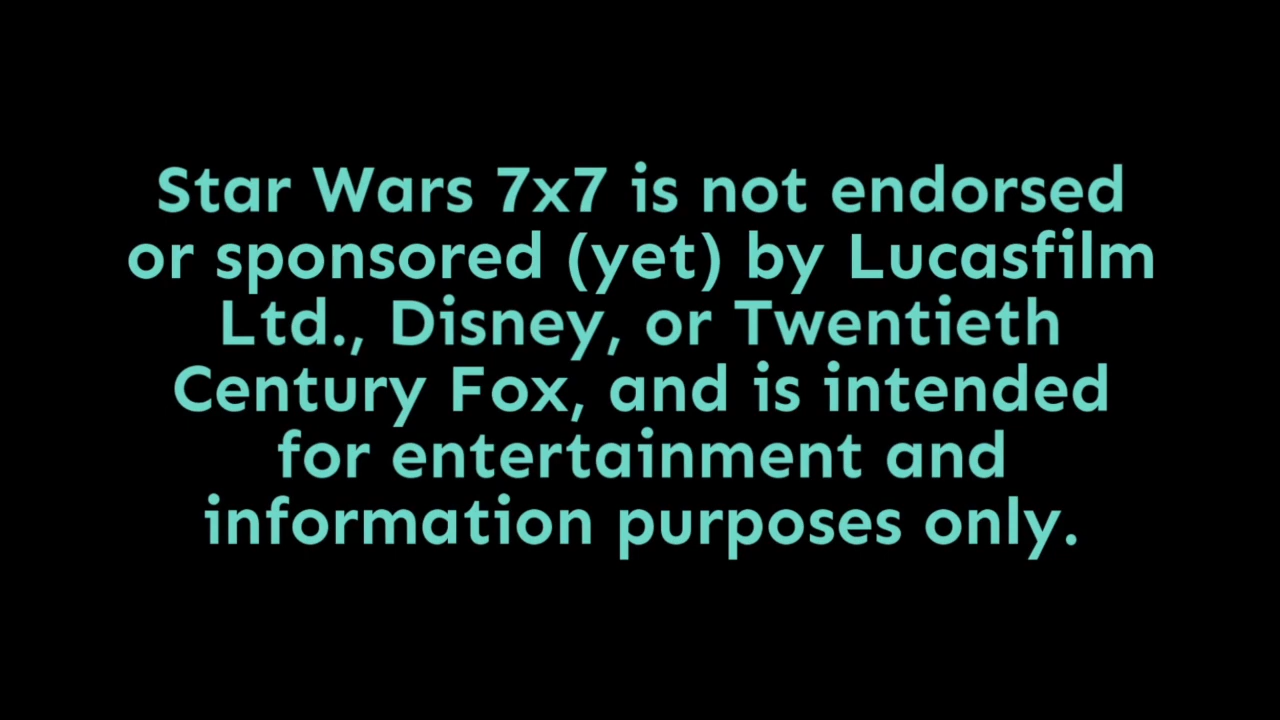 Star Wars 7x7 is not endorsed
or sponsored (yet) by Lucasfilm
Ltd., Disney, or Twentieth
Century Fox, and is intended
for entertainment and
information purposes only.